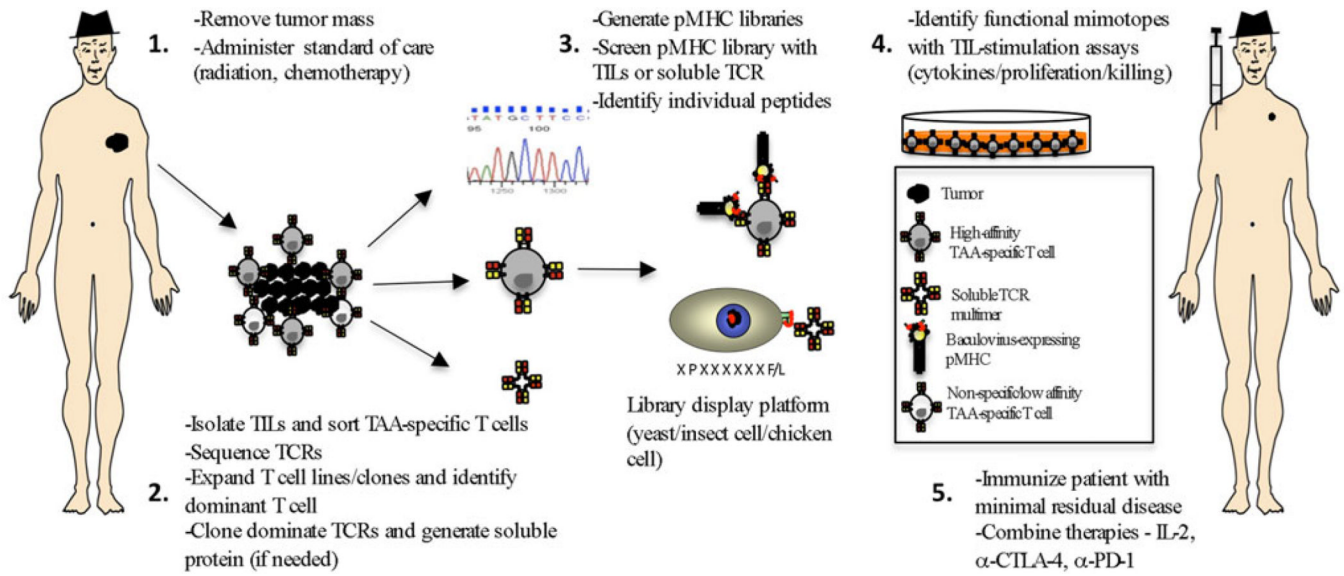 1.
-Remove tumor mass
-Administer standard of care
(radiation, chemotherapy)
2.
-Isolate TILs and sort TAA-specific T cells
-Sequence TCRs
-Expand T cell lines/clones and identify
dominant T cell
-Clone dominate TCRs and generate soluble
protein (if needed)
TATGCTTCC
95 100
1250 1300
3.
-Generate pMHC libraries
-Screen pMHC library with
TILs or soluble TCR
-Identify individual peptides
XPXXXXXXF/L
Library display platform
(yeast/insect cell/chicken
cell)
4.
-Identify functional mimotopes
with TIL-stimulation assays
(cytokines/proliferation/killing)
Tumor
High-affinity
TAA-specific T cell
Soluble TCR
multimer
Baculovirus-expressing
pMHC
Non-specific/low affinity
TAA-specific T cell
5.
-Immunize patient with
minimal residual disease
-Combine therapies - IL-2,
α-CTLA-4, α-PD-1